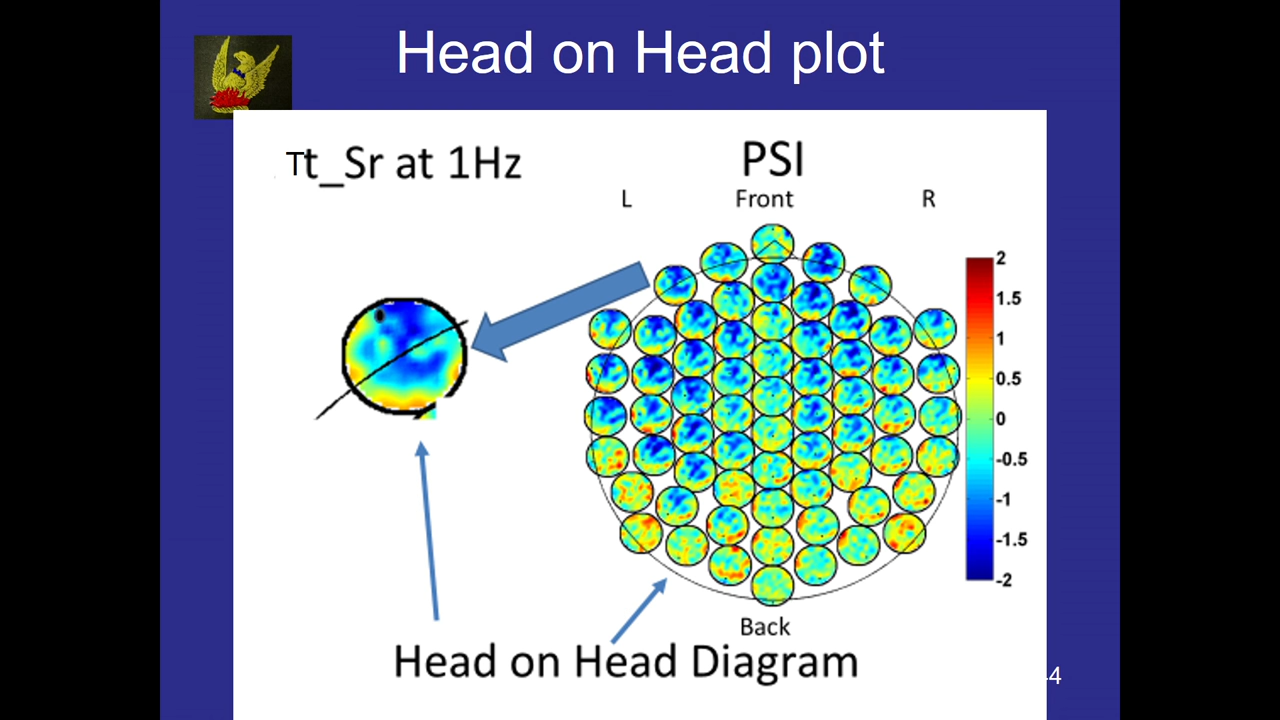 Head on Head plot
Tt_Sr at 1Hz
PSI
L Front R
2
1.5
1
0.5
0
-0.5
-1
-1.5
-2
Back
Head on Head Diagram